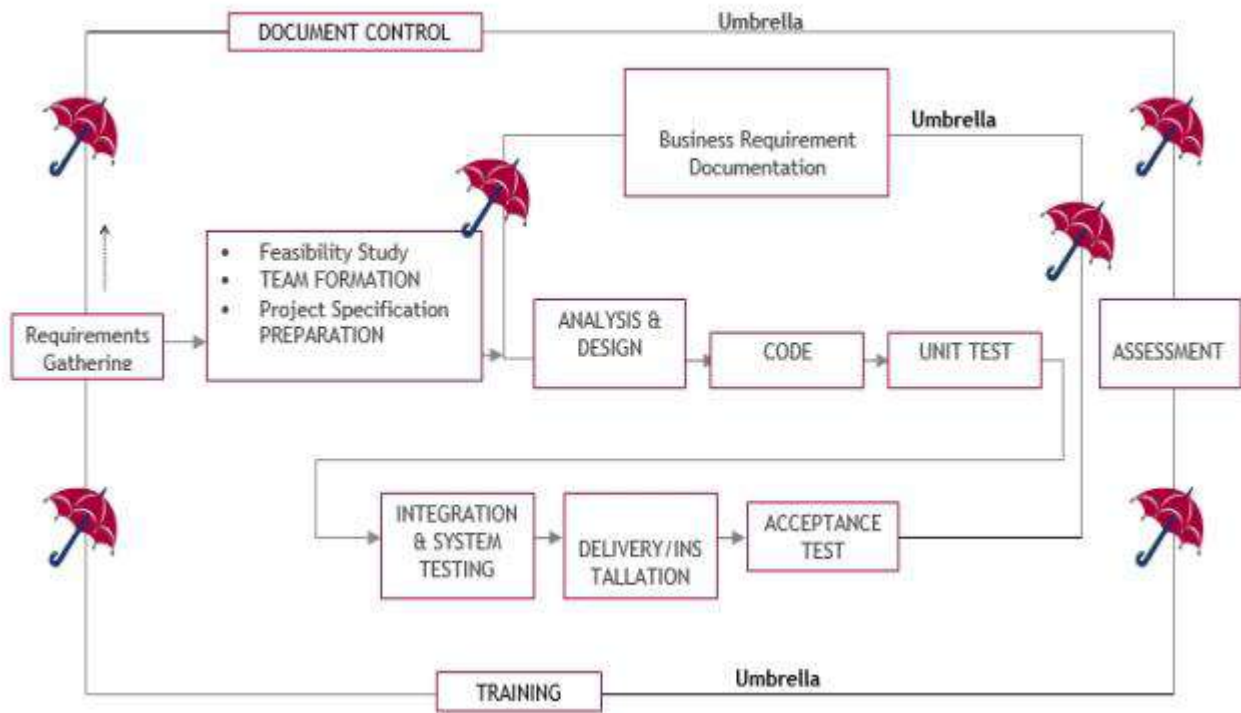 DOCUMENT CONTROL
Umbrella
Business Requirement
Documentation
Umbrella
• Feasibility Study
• TEAM FORMATION
• Project Specification
PREPARATION
Requirements
Gathering
ANALYSIS &
DESIGN
CODE
UNIT TEST
ASSESSMENT
INTEGRATION
& SYSTEM
TESTING
DELIVERY/INS
TALLATION
ACCEPTANCE
TEST
TRAINING
Umbrella